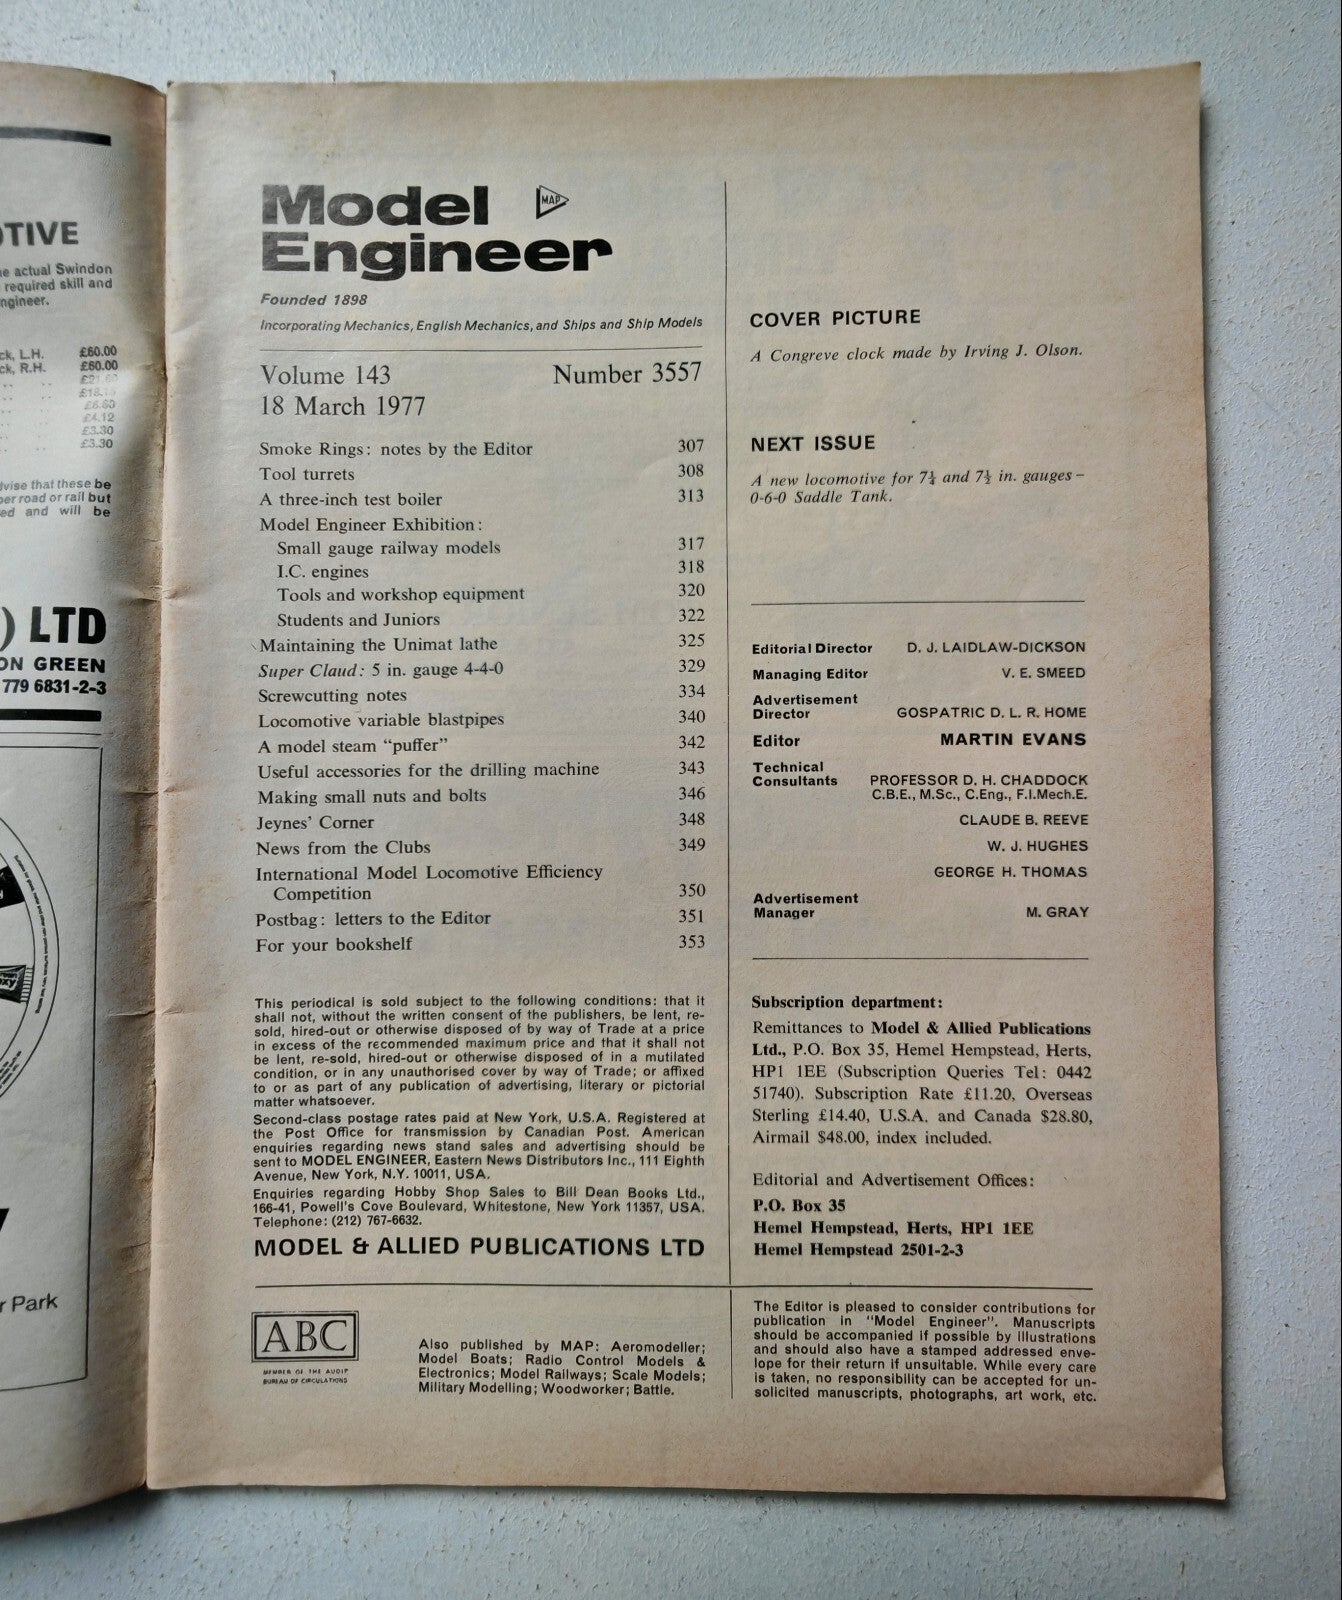 OTIVE
he actual Swindon
required skill and
ngineer.
ck, L.H. £60.00
ck, R.H. £60.00
£6.60
£4.12
£3.30
£3.30
dvise that these be
per road or rail but
ed and will be
) LTD
ON GREEN
779 6831-2-3
r Park
Model
MAP
Engineer
Founded 1898
Incorporating Mechanics, English Mechanics, and Ships and Ship Models
Volume 143 Number 3557
18 March 1977
Smoke Rings: notes by the Editor 307
Tool turrets 308
A three-inch test boiler 313
Model Engineer Exhibition:
Small gauge railway models 317
I.C. engines 318
Tools and workshop equipment 320
Students and Juniors 322
Maintaining the Unimat lathe 325
Super Claud: 5 in. gauge 4-4-0 329
Screwcutting notes 334
Locomotive variable blastpipes 340
A model steam “puffer” 342
Useful accessories for the drilling machine 343
Making small nuts and bolts 346
Jeynes’ Corner 348
News from the Clubs 349
International Model Locomotive Efficiency
Competition 350
Postbag: letters to the Editor 351
For your bookshelf 353
This periodical is sold subject to the following conditions: that it
shall not, without the written consent of the publishers, be lent, re-
sold, hired-out or otherwise disposed of by way of Trade at a price
in excess of the recommended maximum price and that it shall not
be lent, re-sold, hired-out or otherwise disposed of in a mutilated
condition, or in any unauthorised cover by way of Trade; or affixed
to or as part of any publication of advertising, literary or pictorial
matter whatsoever.
Second-class postage rates paid at New York, U.S.A. Registered at
the Post Office for transmission by Canadian Post. American
enquiries regarding news stand sales and advertising should be
sent to MODEL ENGINEER, Eastern News Distributors Inc., 111 Eighth
Avenue, New York, N.Y. 10011, USA.
Enquiries regarding Hobby Shop Sales to Bill Dean Books Ltd.,
166-41, Powell's Cove Boulevard, Whitestone, New York 11357, USA.
Telephone: (212) 767-6632.
MODEL & ALLIED PUBLICATIONS LTD
ABC
MEMBER OF THE AUDIT
BUREAU OF CIRCULATIONS
Also published by MAP: Aeromodeller;
Model Boats; Radio Control Models &
Electronics; Model Railways; Scale Models;
Military Modelling; Woodworker; Battle.
COVER PICTURE
A Congreve clock made by Irving J. Olson.
NEXT ISSUE
A new locomotive for 7¼ and 7½ in. gauges –
0-6-0 Saddle Tank.
Editorial Director D. J. LAIDLAW-DICKSON
Managing Editor V. E. SMEED
Advertisement
Director GOSPATRIC D. L. R. HOME
Editor MARTIN EVANS
Technical
Consultants PROFESSOR D. H. CHADDOCK
C.B.E., M.Sc., C.Eng., F.I.Mech.E.
CLAUDE B. REEVE
W. J. HUGHES
GEORGE H. THOMAS
Advertisement
Manager M. GRAY
Subscription department:
Remittances to Model & Allied Publications
Ltd., P.O. Box 35, Hemel Hempstead, Herts,
HP1 1EE (Subscription Queries Tel: 0442
51740). Subscription Rate £11.20, Overseas
Sterling £14.40, U.S.A. and Canada $28.80,
Airmail $48.00, index included.
Editorial and Advertisement Offices:
P.O. Box 35
Hemel Hempstead, Herts, HP1 1EE
Hemel Hempstead 2501-2-3
The Editor is pleased to consider contributions for
publication in "Model Engineer". Manuscripts
should be accompanied if possible by illustrations
and should also have a stamped addressed enve-
lope for their return if unsuitable. While every care
is taken, no responsibility can be accepted for un-
solicited manuscripts, photographs, art work, etc.